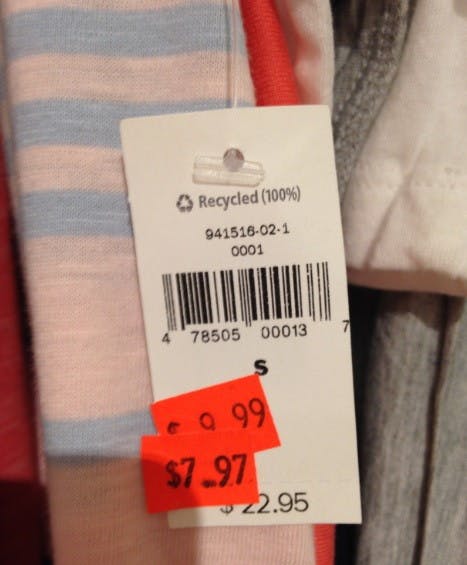 Recycled (100%)
941516-02-1
0001
4 78505 00013 7
S
$ 9.99
$7.97
$22.95